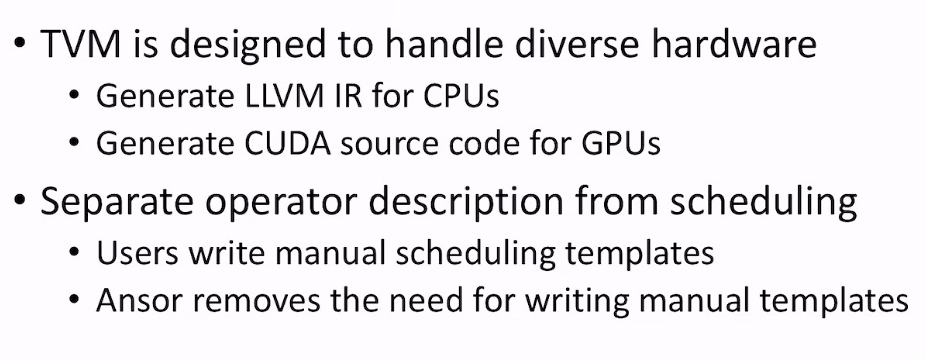 • TVM is designed to handle diverse hardware
• Generate LLVM IR for CPUs
• Generate CUDA source code for GPUs
• Separate operator description from scheduling
• Users write manual scheduling templates
• Ansor removes the need for writing manual templates